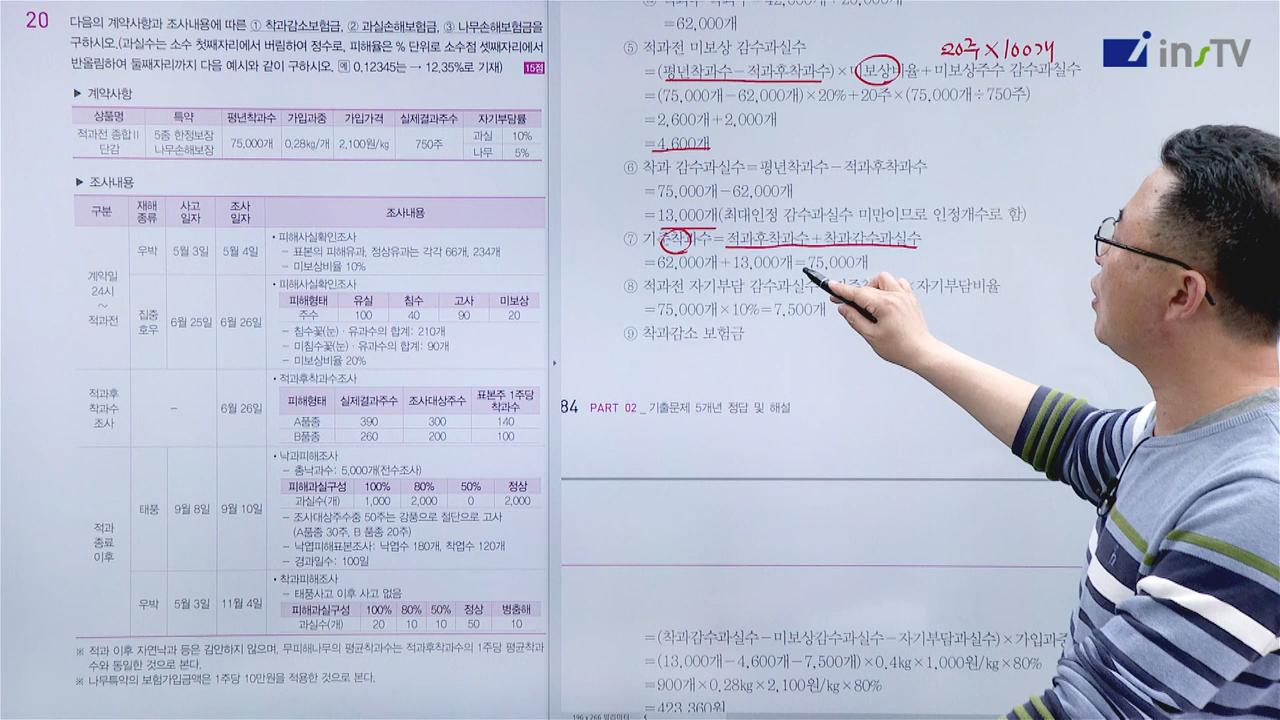 20
다음의 계약사항과 조사내용에 따른 ① 착과감소보험금, ② 과실손해보험금, ③ 나무손해보험금을
구하시오.(과실수는 소수 첫째자리에서 버림하여 정수로, 피해율은 % 단위로 소수점 셋째자리에서
반올림하여 둘째자리까지 다음 예시와 같이 구하시오. 예 0.12345는 → 12.35%로 기재) 15점
▶ 계약사항
상품명 특약 평년착과수 가입과중 가입가격 실제결과주수 자기부담률
적과전 종합Ⅱ 단감 5종 한정보장 나무손해보장 75,000개 0.28kg/개 2,100원/kg 750주 과실 10%
나무 5%
▶ 조사내용
구분 재해종류 사고일자 조사일자 조사내용
계약일 24시 ~ 적과전
우박 5월 3일 5월 4일
• 피해사실확인조사
– 표본의 피해유과, 정상유과는 각각 66개, 234개
– 미보상비율 10%
집중호우 6월 25일 6월 26일
• 피해사실확인조사
피해형태 유실 침수 고사 미보상
주수 100 40 90 20
– 침수꽃(눈)·유과수의 합계: 210개
– 미침수꽃(눈)·유과수의 합계: 90개
– 미보상비율 20%
적과후 착과수 조사 – 6월 26일
• 적과후착과수조사
피해형태 실제결과주수 조사대상주수 표본주 1주당 착과수
A품종 390 300 140
B품종 260 200 100
적과 종료 이후
태풍 9월 8일 9월 10일
• 낙과피해조사
– 총낙과수: 5,000개(전수조사)
피해과실구성 100% 80% 50% 정상
과실수(개) 1,000 2,000 0 2,000
– 조사대상주수중 50주는 강풍으로 절단으로 고사
(A품종 30주, B 품종 20주)
– 낙엽피해표본조사: 낙엽수 180개, 착엽수 120개
– 경과일수: 100일
우박 5월 3일 11월 4일
• 착과피해조사
– 태풍사고 이후 사고 없음
피해과실구성 100% 80% 50% 정상 병충해
과실수(개) 20 10 10 50 10
※ 적과 이후 자연낙과 등은 감안하지 않으며, 무피해나무의 평균착과수는 적과후착과수의 1주당 평균착과
수와 동일한 것으로 본다.
※ 나무특약의 보험가입금액은 1주당 10만원을 적용한 것으로 본다.
=62,000개
⑤ 적과전 미보상 감수과실수
20주×100개
=(평년착과수−적과후착과수)×미보상비율+미보상주수 감수과실수
=(75,000개−62,000개)×20%+20주×(75,000개÷750주)
=2,600개+2,000개
=4,600개
⑥ 착과 감수과실수=평년착과수−적과후착과수
=75,000개−62,000개
=13,000개(최대인정 감수과실수 미만이므로 인정개수로 함)
⑦ 기준착과수=적과후착과수+착과감수과실수
=62,000개+13,000개=75,000개
⑧ 적과전 자기부담 감수과실수 ×자기부담비율
=75,000개×10%=7,500개
⑨ 착과감소 보험금
84 PART 02 _ 기출문제 5개년 정답 및 해설
=(착과감수과실수−미보상감수과실수−자기부담과실수)×가입과중
=(13,000개−4,600개−7,500개)×0.4kg×1,000원/kg×80%
=900개×0.28kg×2,100원/kg×80%
=423,360원
196 x 266 밀리미터
insTV